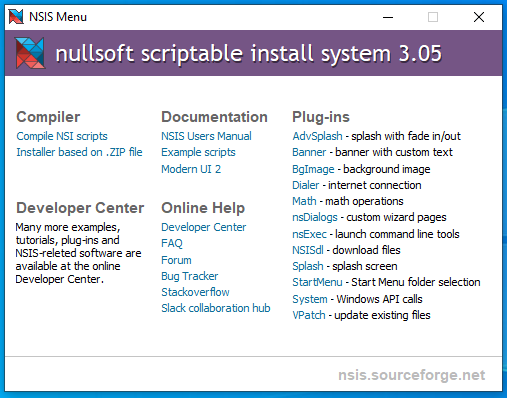 NSIS Menu
nullsoft scriptable install system 3.05
Compiler
Compile NSI scripts
Installer based on .ZIP file
Documentation
NSIS Users Manual
Example scripts
Modern UI 2
Plug-ins
AdvSplash - splash with fade in/out
Banner - banner with custom text
BgImage - background image
Dialer - internet connection
Math - math operations
nsDialogs - custom wizard pages
nsExec - launch command line tools
NSISdl - download files
Splash - splash screen
StartMenu - Start Menu folder selection
System - Windows API calls
VPatch - update existing files
Developer Center
Many more examples,
tutorials, plug-ins and
NSIS-releted software are
available at the online
Developer Center.
Online Help
Developer Center
FAQ
Forum
Bug Tracker
Stackoverflow
Slack collaboration hub
nsis.sourceforge.net